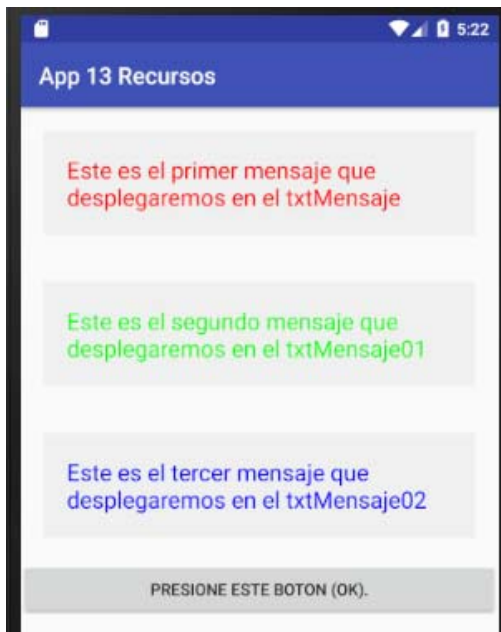 5:22
App 13 Recursos
Este es el primer mensaje que
desplegaremos en el txtMensaje
Este es el segundo mensaje que
desplegaremos en el txtMensaje01
Este es el tercer mensaje que
desplegaremos en el txtMensaje02
PRESIONE ESTE BOTON (OK).